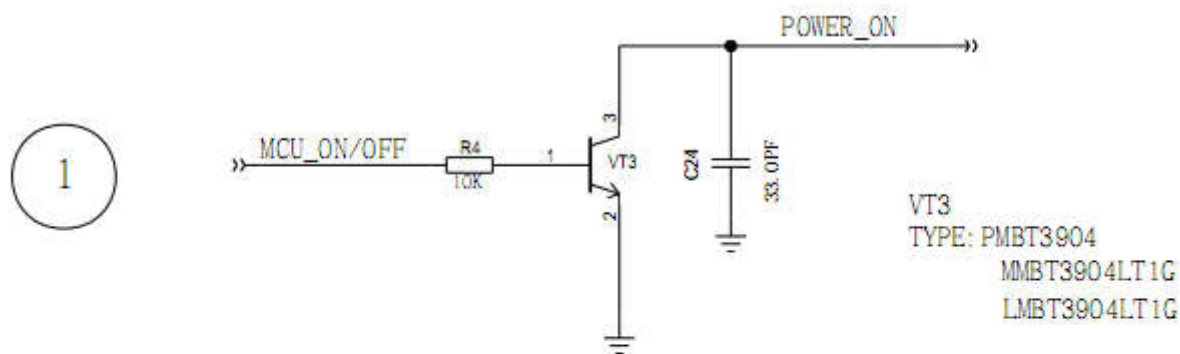 POWER_ON
1
MCU_ON/OFF
R4
10K
1
3
VT3
2
C24
33.0PF
VT3
TYPE: PMBT3904
MMBT3904LT1G
LMBT3904LT1G